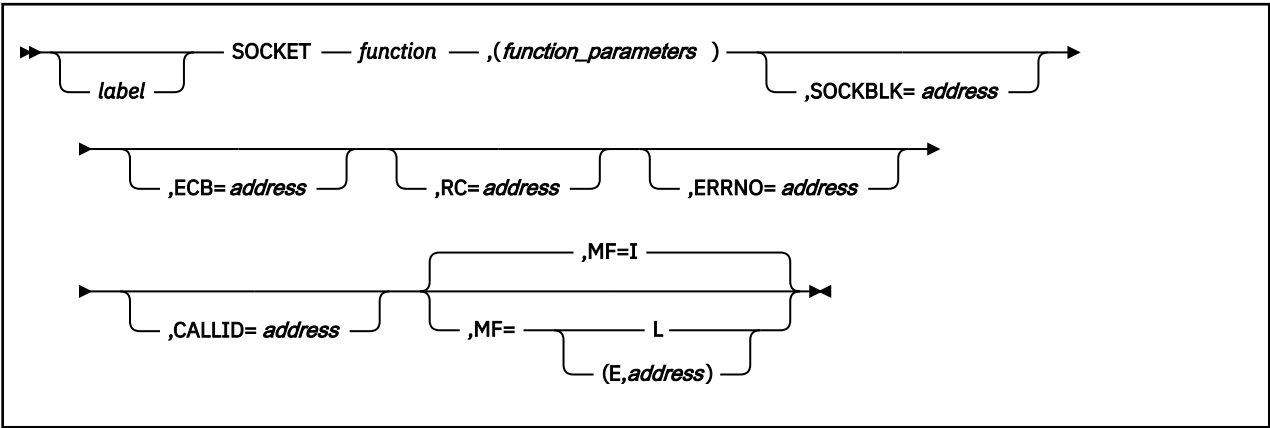 SOCKET function ,(function_parameters )
label ,SOCKBLK= address
,ECB= address ,RC= address ,ERRNO= address
,MF=I
,CALLID= address ,MF= L
(E,address)